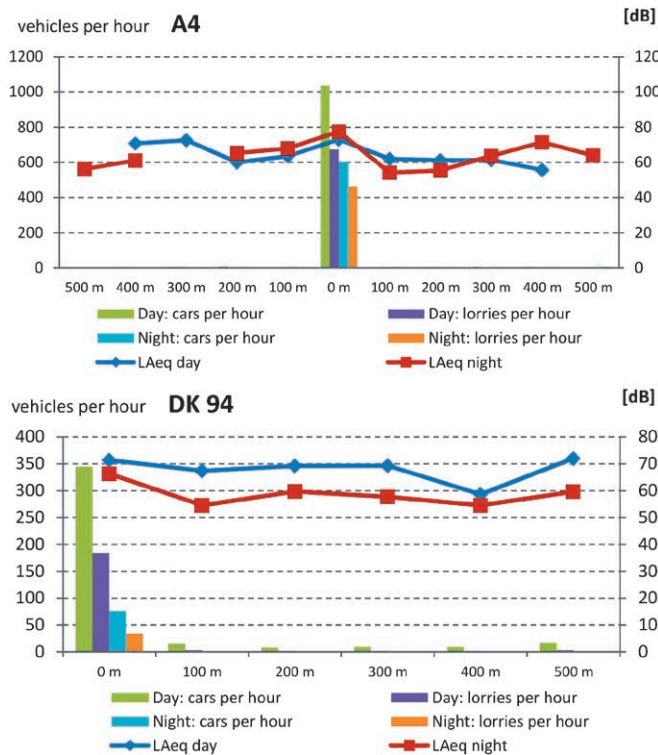 vehicles per hour A4 [dB]
1200 120
1000 100
800 80
600 60
400 40
200 20
0 0
500 m 400 m 300 m 200 m 100 m 0 m 100 m 200 m 300 m 400 m 500 m
Day: cars per hour Day: lorries per hour
Night: cars per hour Night: lorries per hour
LAeq day LAeq night
vehicles per hour DK 94 [dB]
400 80
350 70
300 60
250 50
200 40
150 30
100 20
50 10
0 0
0 m 100 m 200 m 300 m 400 m 500 m
Day: cars per hour Day: lorries per hour
Night: cars per hour Night: lorries per hour
LAeq day LAeq night